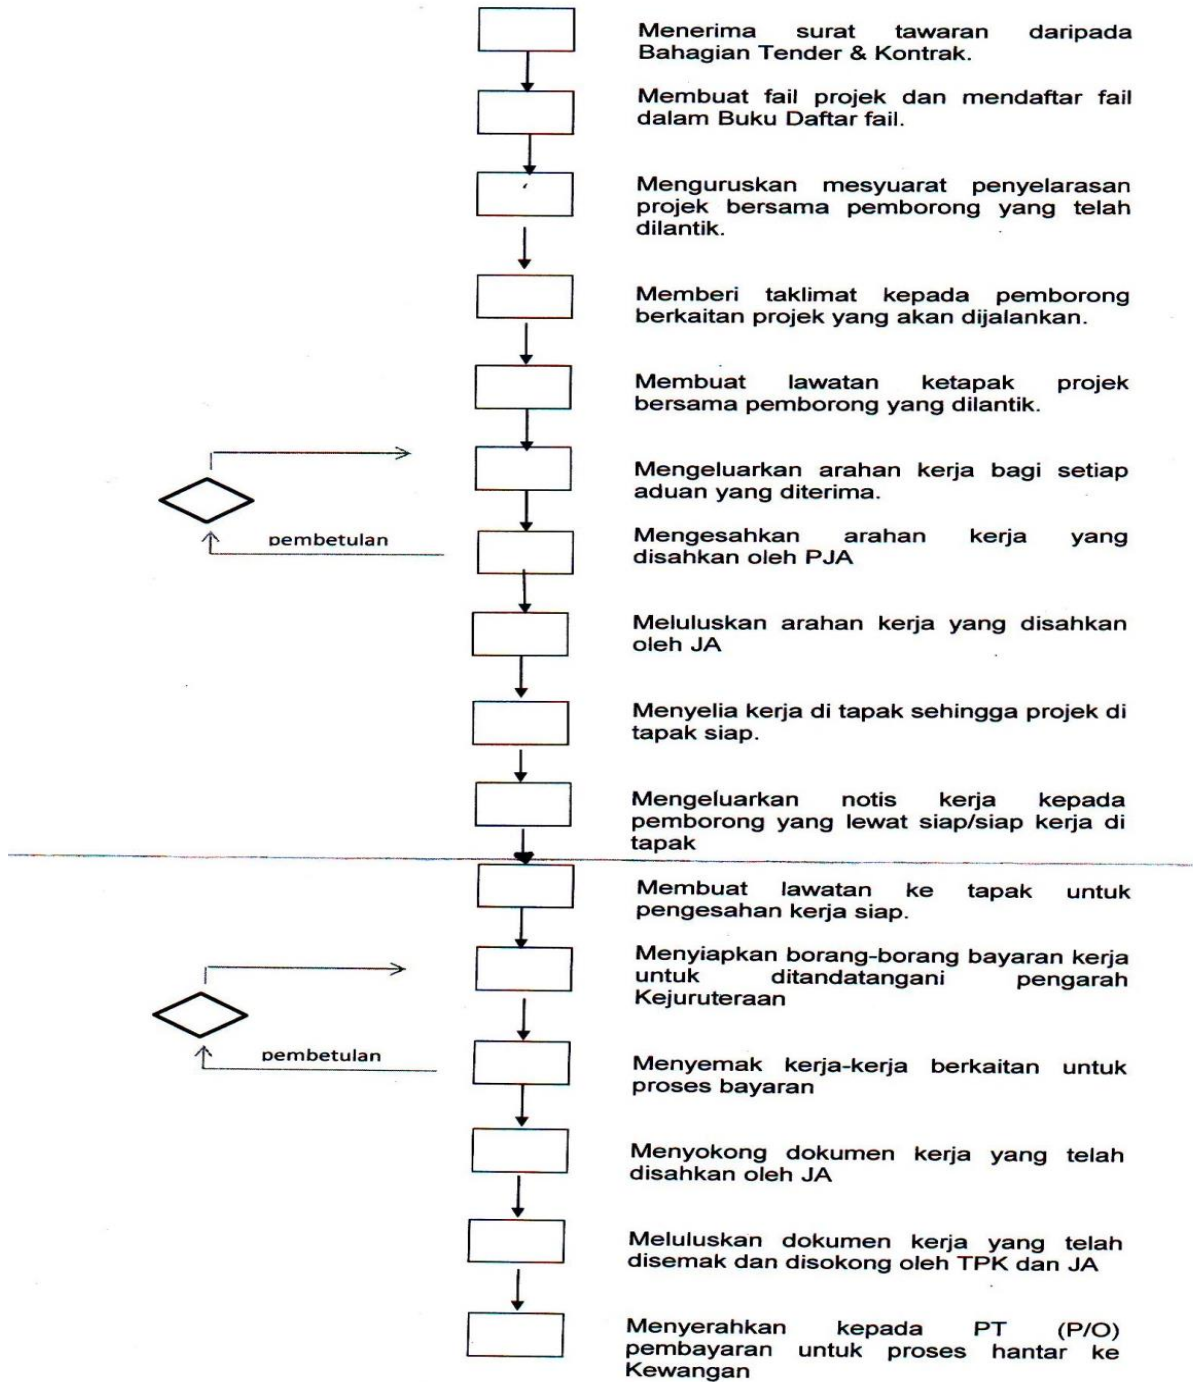 Menerima surat tawaran daripada
Bahagian Tender & Kontrak.
Membuat fail projek dan mendaftar fail
dalam Buku Daftar fail.
Menguruskan mesyuarat penyelarasan
projek bersama pemborong yang telah
dilantik.
Memberi taklimat kepada pemborong
berkaitan projek yang akan dijalankan.
Membuat lawatan ketapak projek
bersama pemborong yang dilantik.
Mengeluarkan arahan kerja bagi setiap
aduan yang diterima.
pembetulan
Mengesahkan arahan kerja yang
disahkan oleh PJA
Meluluskan arahan kerja yang disahkan
oleh JA
Menyelia kerja di tapak sehingga projek di
tapak siap.
Mengeluarkan notis kerja kepada
pemborong yang lewat siap/siap kerja di
tapak
Membuat lawatan ke tapak untuk
pengesahan kerja siap.
Menyiapkan borang-borang bayaran kerja
untuk ditandatangani pengarah
Kejuruteraan
pembetulan
Menyemak kerja-kerja berkaitan untuk
proses bayaran
Menyokong dokumen kerja yang telah
disahkan oleh JA
Meluluskan dokumen kerja yang telah
disemak dan disokong oleh TPK dan JA
Menyerahkan kepada PT (P/O)
pembayaran untuk proses hantar ke
Kewangan